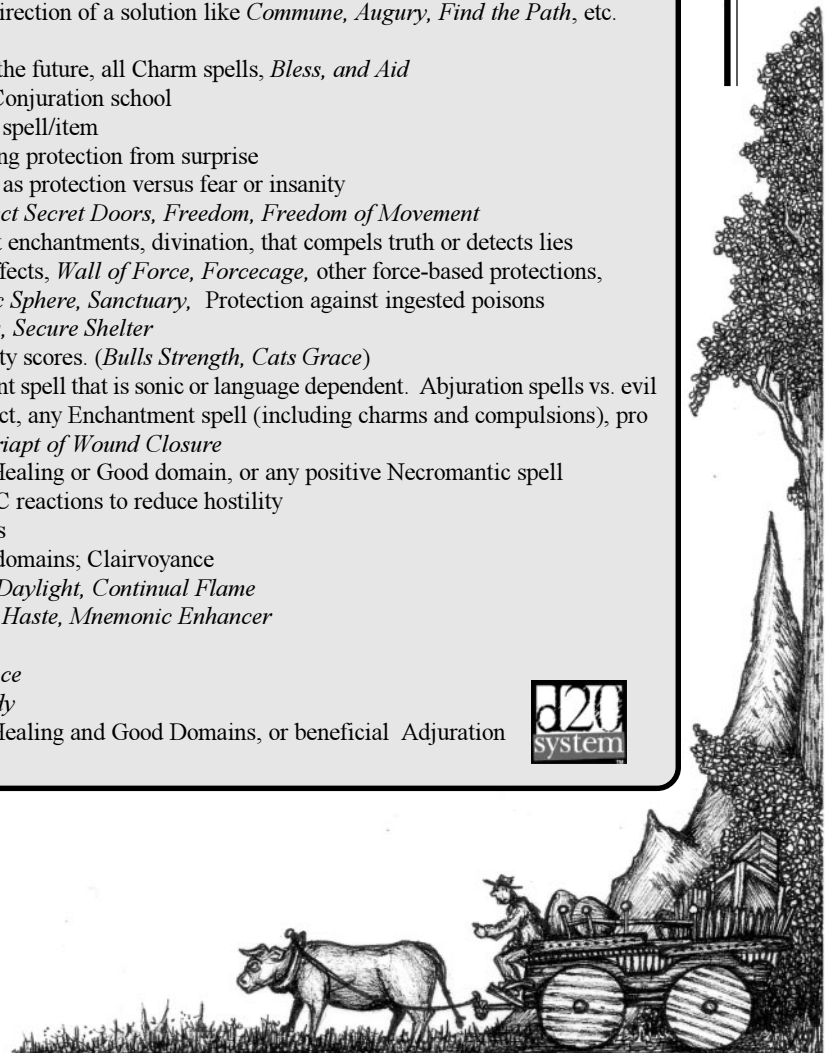 irection of a solution like Commune, Augury, Find the Path, etc.
the future, all Charm spells, Bless, and Aid
Conjuration school
spell/item
ng protection from surprise
as protection versus fear or insanity
ct Secret Doors, Freedom, Freedom of Movement
t enchantments, divination, that compels truth or detects lies
ffects, Wall of Force, Forcecage, other force-based protections,
c Sphere, Sanctuary, Protection against ingested poisons
, Secure Shelter
ty scores. (Bulls Strength, Cats Grace)
nt spell that is sonic or language dependent. Abjuration spells vs. evil
ct, any Enchantment spell (including charms and compulsions), pro
riapt of Wound Closure
Healing or Good domain, or any positive Necromantic spell
C reactions to reduce hostility
s
domains; Clairvoyance
Daylight, Continual Flame
Haste, Mnemonic Enhancer
ce
dy
Healing and Good Domains, or beneficial Adjuration
d20
system
TM